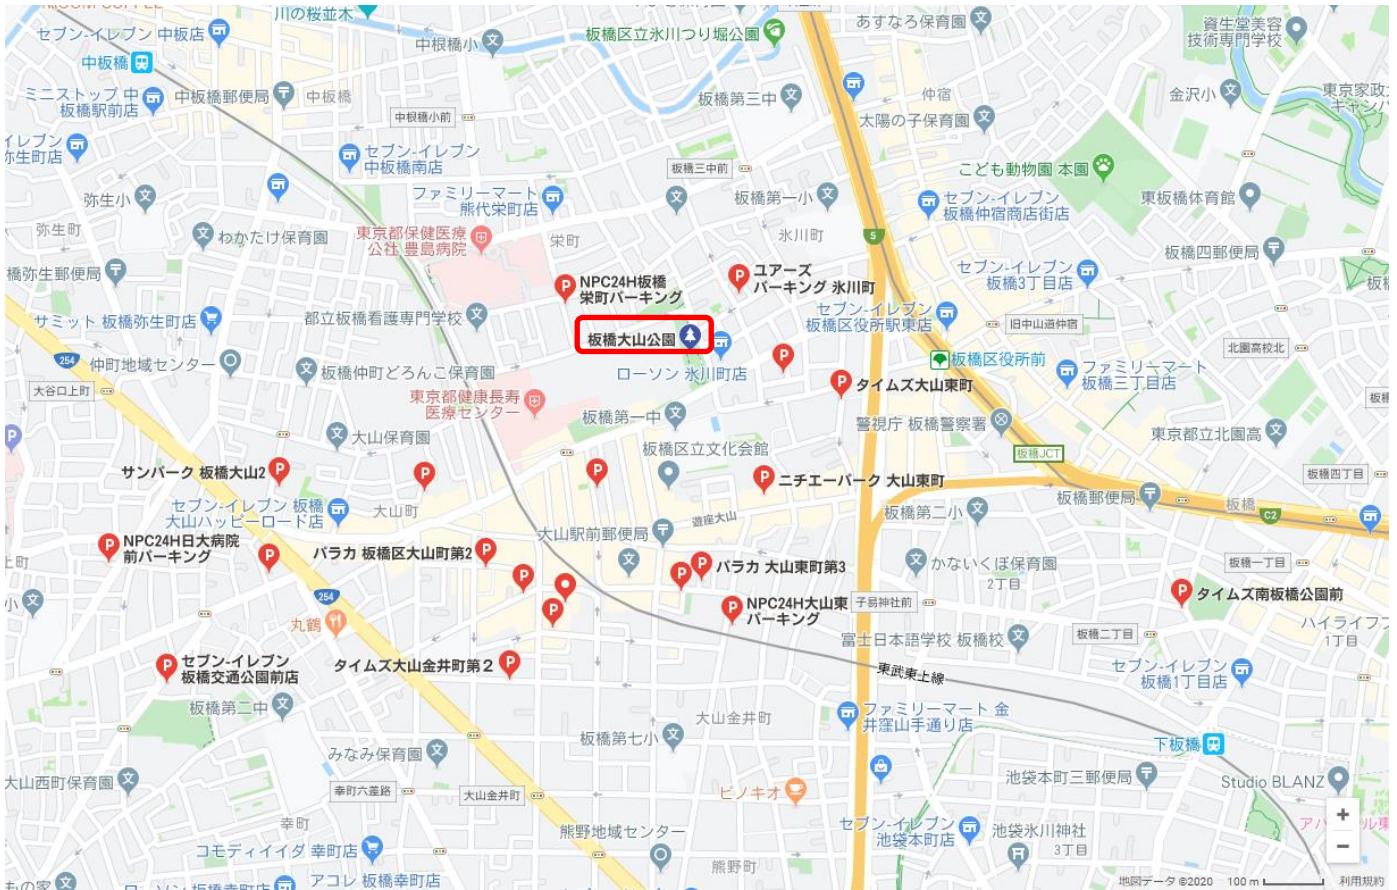 川の桜並木
セブン-イレブン 中板店
中板橋
中根橋小
板橋区立氷川つり堀公園
あすなろ保育園
資生堂美容
技術専門学校
ミニストップ 中
板橋駅前店
中板橋郵便局
中板橋
中根橋小前
板橋第三中
仲宿
太陽の子保育園
金沢小
東京家政大
キャンパ
イレブン
弥生町店
セブン-イレブン
中板橋南店
板橋三中前
こども動物園 本園
弥生小
ファミリーマート
熊代栄町店
板橋第一小
セブン-イレブン
板橋仲宿商店街店
東板橋体育館
弥生町
わかたけ保育園
東京都保健医療
公社 豊島病院
栄町
氷川町
5
板橋四郵便局
橋弥生郵便局
NPC24H板橋
栄町パーキング
ユアーズ
パーキング 氷川町
セブン-イレブン
板橋3丁目店
サミット 板橋弥生町店
都立板橋看護専門学校
板橋大山公園
セブン-イレブン
板橋区役所駅東店
旧中山道仲宿
254
仲町地域センター
板橋仲町どろんこ保育園
ローソン 氷川町店
板橋区役所前
ファミリーマート
板橋三丁目店
北園高校北
大谷口上町
東京都健康長寿
医療センター
板橋第一中
タイムズ大山東町
警視庁 板橋警察署
東京都立北園高
大山保育園
板橋区立文化会館
板橋JCT
サンパーク 板橋大山2
ニチエーパーク 大山東町
板橋四丁目
セブン-イレブン 板橋
大山ハッピーロード店
大山町
大山駅前郵便局
遊座大山
板橋第二小
板橋郵便局
板橋
C2
NPC24H日大病院
前パーキング
パラカ 板橋区大山町第2
パラカ 大山東町第3
かないくぼ保育園
2丁目
板橋一丁目
254
丸鶴
NPC24H大山東
パーキング
子易神社前
タイムズ南板橋公園前
ハイライフプ
1丁目
富士日本語学校 板橋校
板橋二丁目
セブン-イレブン
板橋交通公園前店
タイムズ大山金井町第２
東武東上線
セブン-イレブン
板橋1丁目店
板橋第二中
大山金井町
ファミリーマート 金
井窪山手通り店
みなみ保育園
板橋第七小
下板橋
大山西町保育園
幸町六差路
大山金井町
ピノキオ
池袋本町三郵便局
Studio BLANZ
幸町
熊野地域センター
セブン-イレブン
池袋本町店
池袋氷川神社
3丁目
コモディイイダ 幸町店
熊野町
アコレ 板橋幸町店
地図データ ©2020 100 m 利用規約